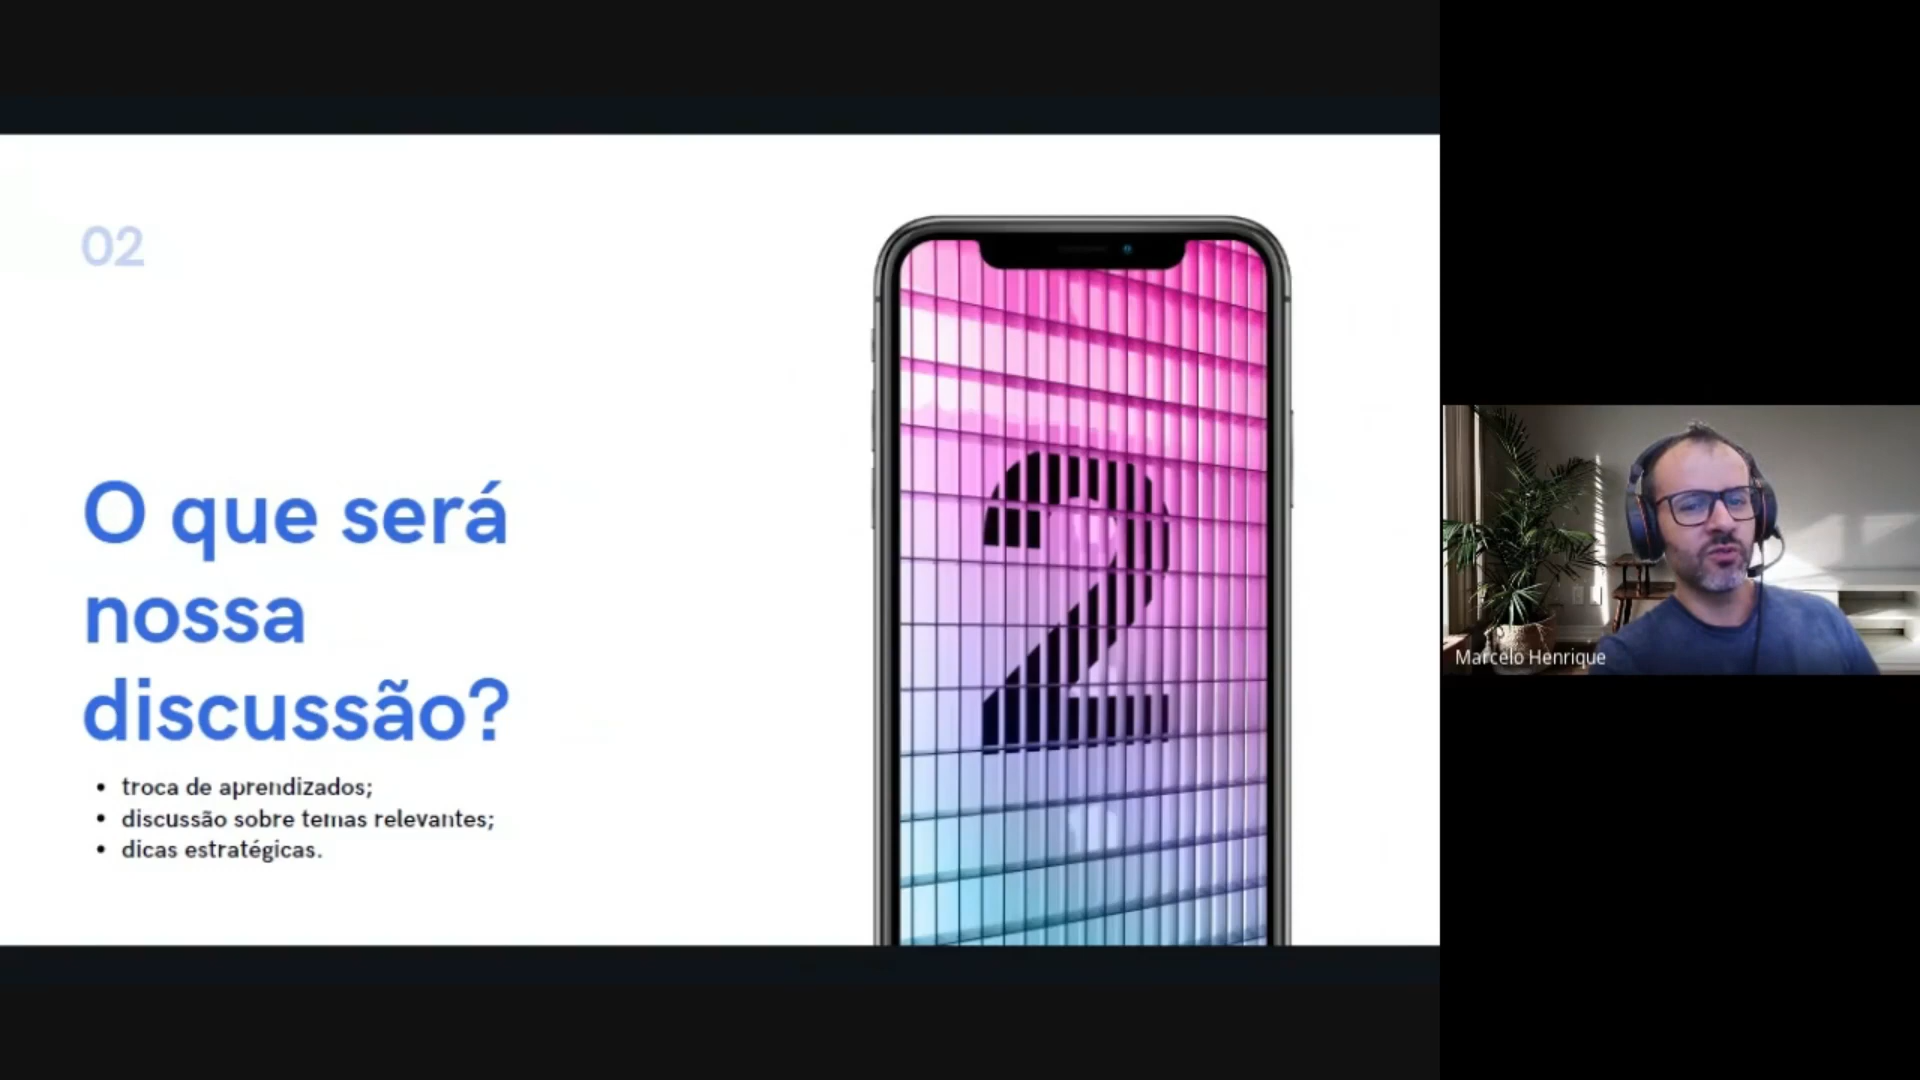 02
O que será
nossa
discussão?
• troca de aprendizados;
• discussão sobre temas relevantes;
• dicas estratégicas.
2
Marcelo Henrique